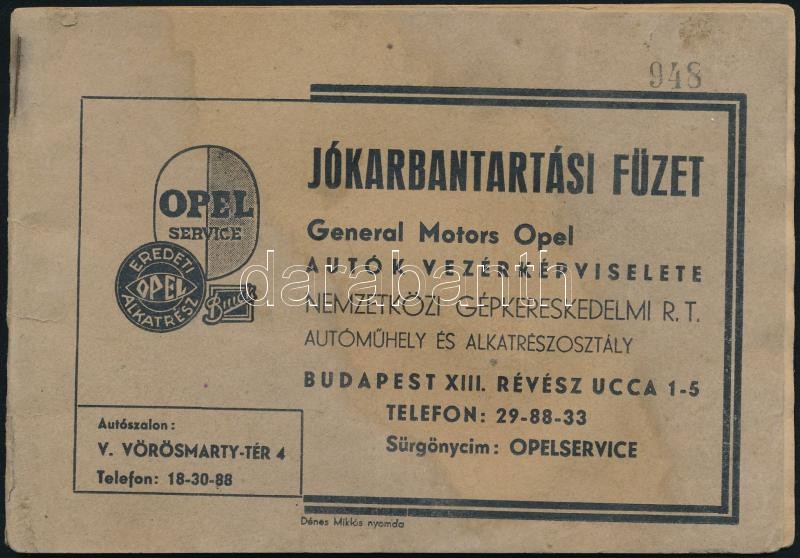 948
JÓKARBANTARTÁSI FÜZET
General Motors Opel
AUTÓK VEZÉRKÉPVISELETE
NEMZETKÖZI GÉPKERESKEDELMI R.T.
AUTÓMŰHELY ÉS ALKATRÉSZOSZTÁLY
BUDAPEST XIII. RÉVÉSZ UCCA 1-5
TELEFON: 29-88-33
Sürgönycim: OPELSERVICE
OPEL
SERVICE
EREDETI
OPEL
ALKATRÉSZ
Buick
Autószalon:
V. VÖRÖSMARTY-TÉR 4
Telefon: 18-30-88
Dénes Miklós nyomda
darabanth